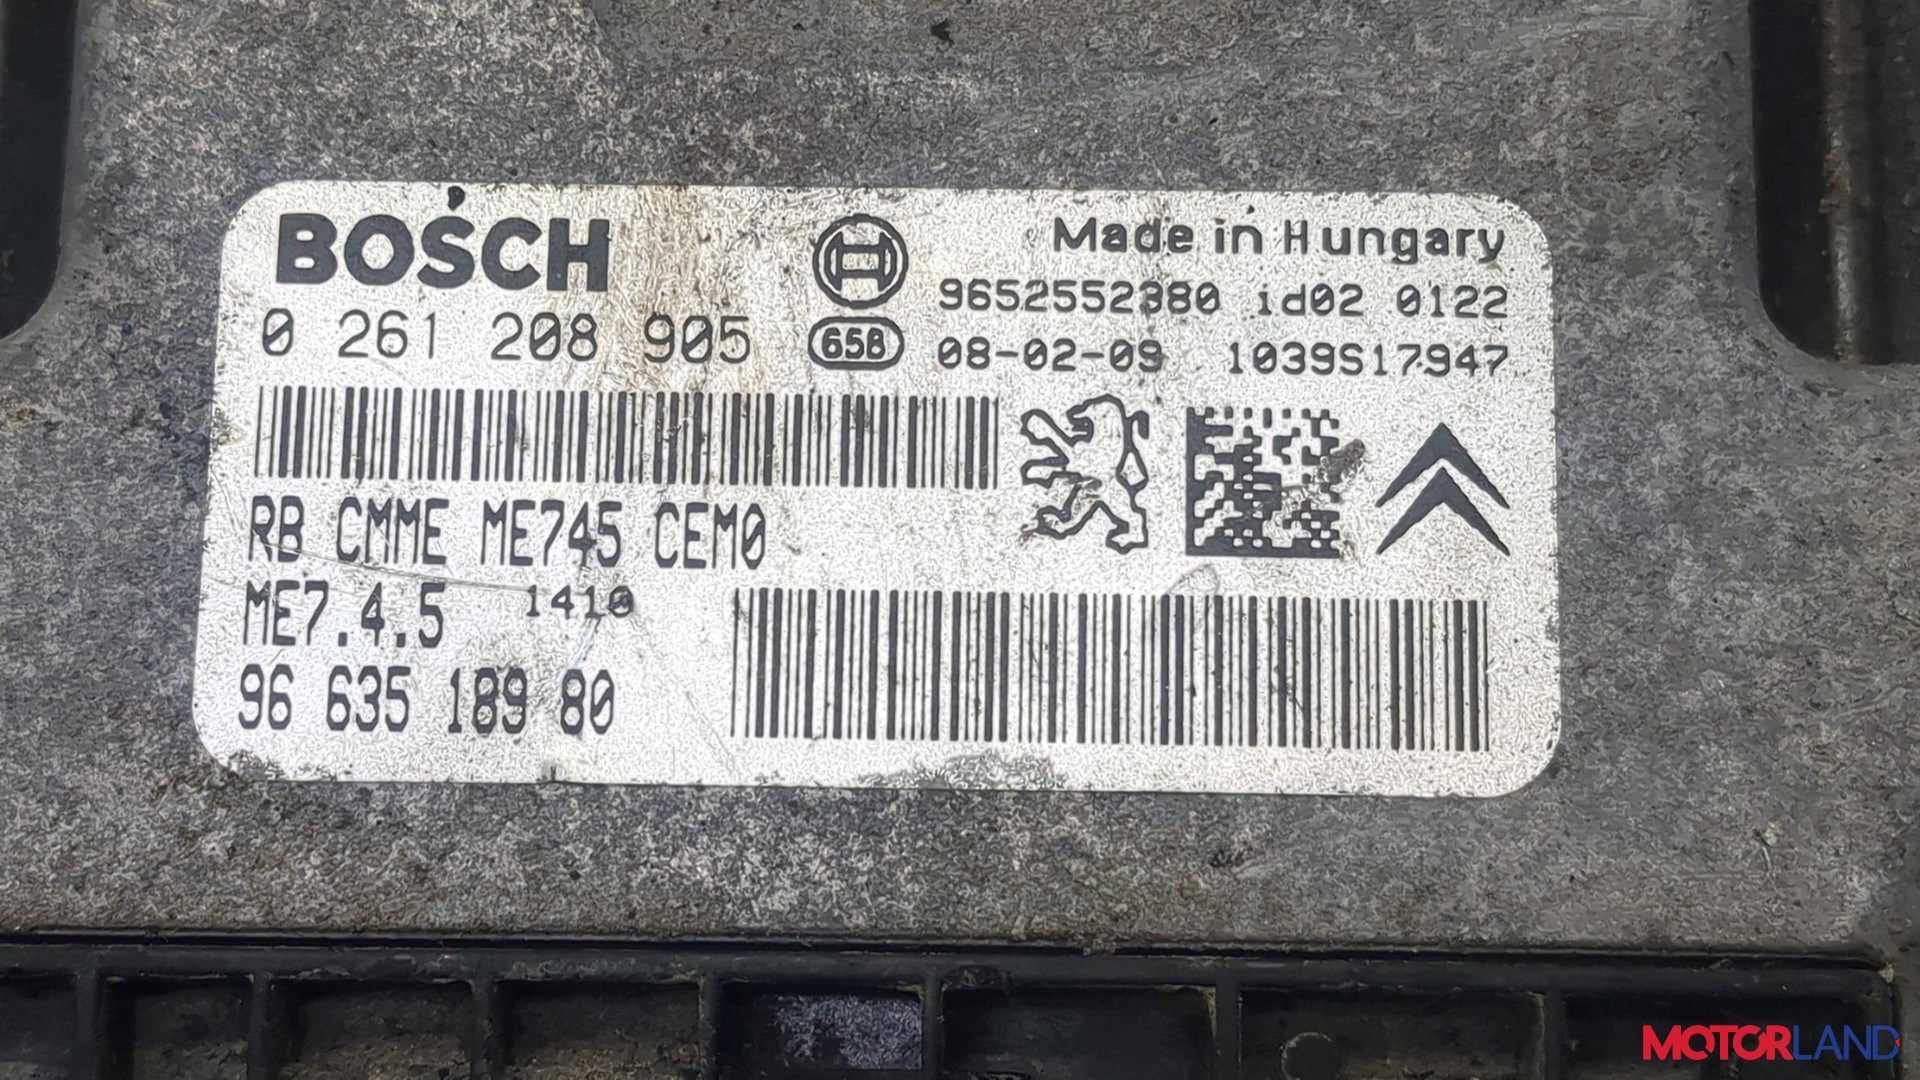 BOSCH
Made in Hungary
9652552380 id02 0122
0 261 208 905
658
08-02-09 1039S17947
RB CMME ME745 CEM0
ME7.4.5 1410
96 635 189 80
MOTORLAND